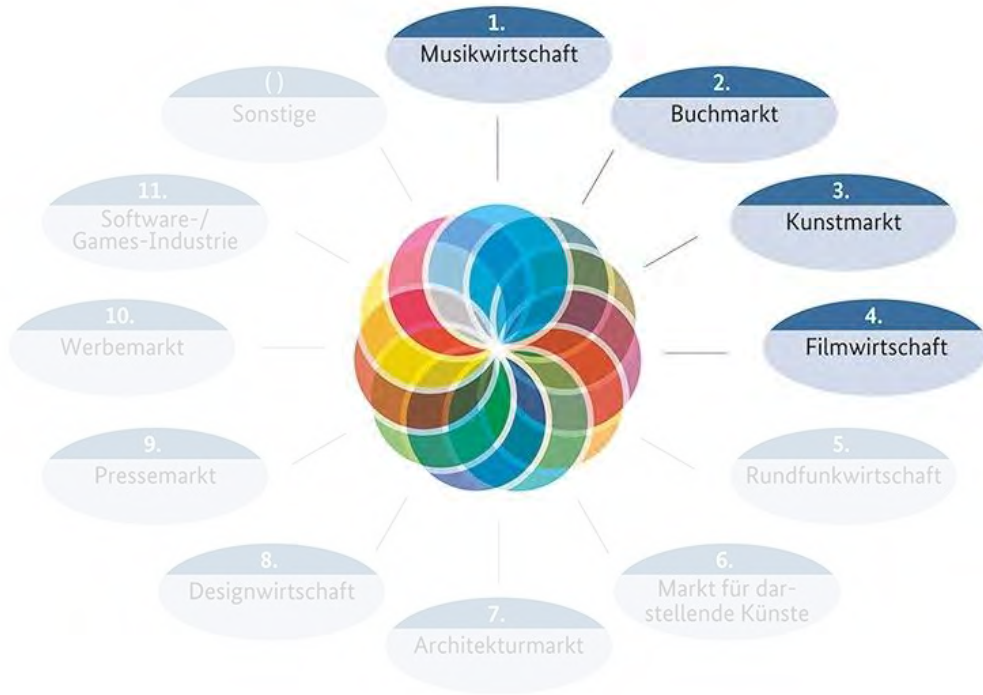 1.
Musikwirtschaft
2.
Buchmarkt
3.
Kunstmarkt
4.
Filmwirtschaft
5.
Rundfunkwirtschaft
6.
Markt für dar-
stellende Künste
7.
Architekturmarkt
8.
Designwirtschaft
9.
Pressemarkt
10.
Werbemarkt
11.
Software-/
Games-Industrie
()
Sonstige